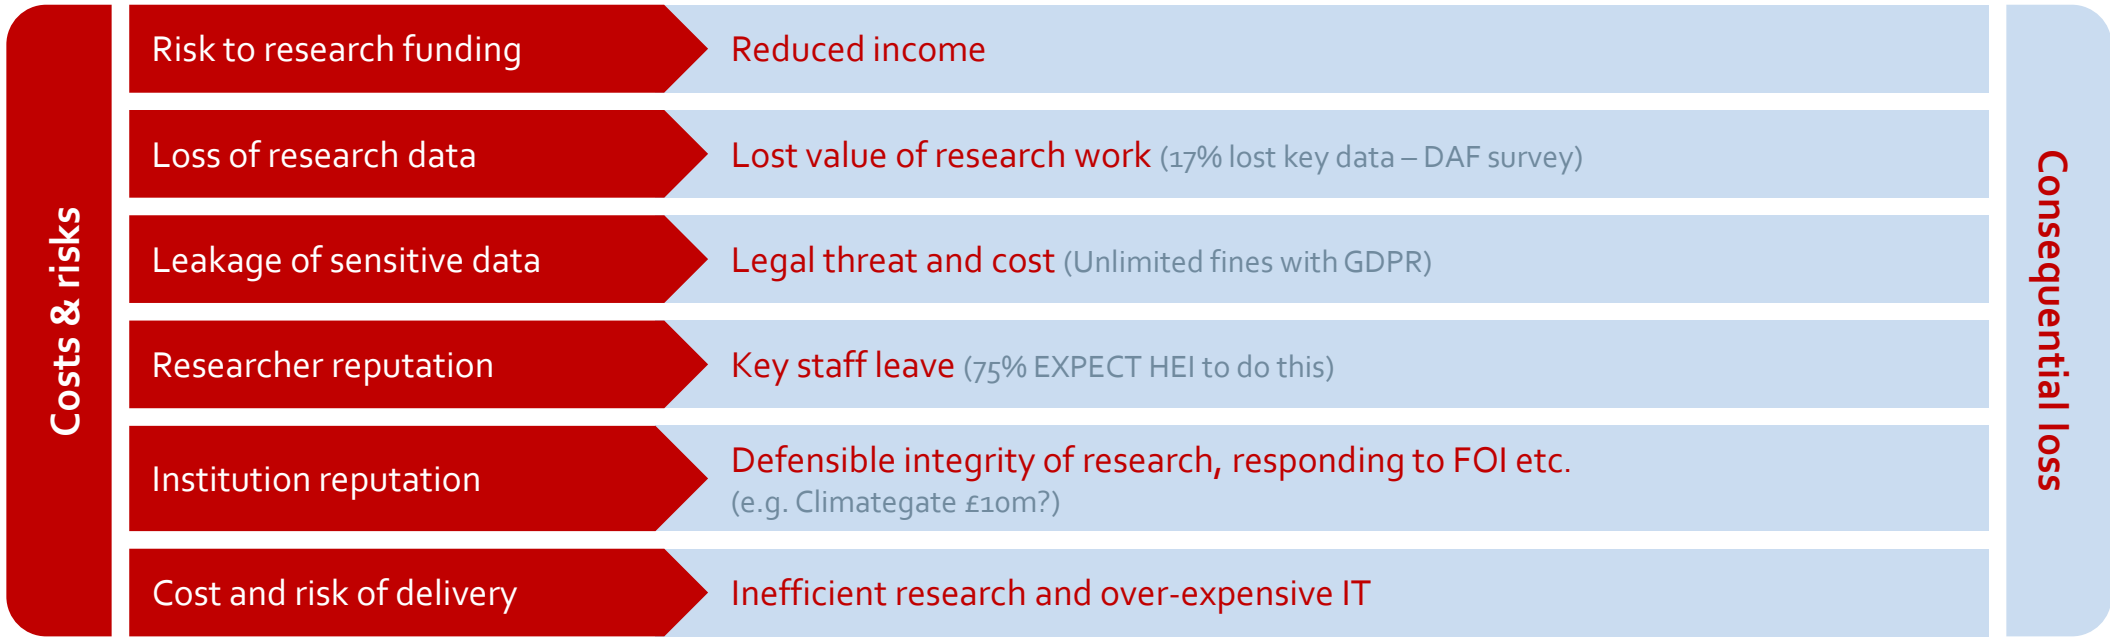 Costs & risks
Risk to research funding
Reduced income
Loss of research data
Lost value of research work (17% lost key data – DAF survey)
Leakage of sensitive data
Legal threat and cost (Unlimited fines with GDPR)
Researcher reputation
Key staff leave (75% EXPECT HEI to do this)
Institution reputation
Defensible integrity of research, responding to FOI etc.
(e.g. Climategate £10m?)
Cost and risk of delivery
Inefficient research and over-expensive IT
Consequential loss